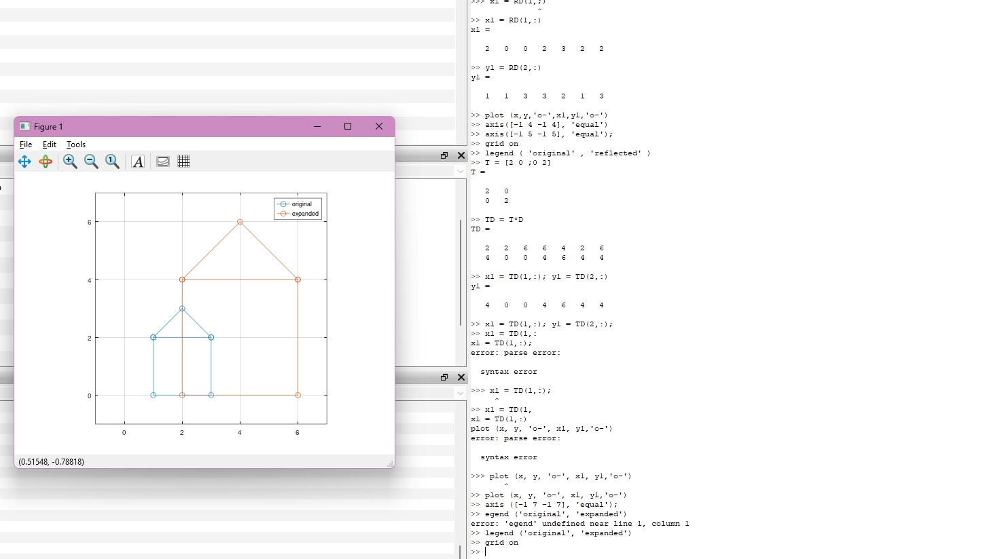 >>> x1 = RD(1,;)
^
>> x1 = RD(1,:)
x1 =
2 0 0 2 3 2 2
>> y1 = RD(2,:)
y1 =
1 1 3 3 2 1 3
>> plot (x,y,'o-',x1,y1,'o-')
>> axis([-1 4 -1 4], 'equal')
>> axis([-1 5 -1 5], 'equal');
>> grid on
>> legend ( 'original' , 'reflected' )
>> T = [2 0 ;0 2]
T =
2 0
0 2
>> TD = T*D
TD =
2 2 6 6 4 2 6
4 0 0 4 6 4 4
>> x1 = TD(1,:); y1 = TD(2,:)
y1 =
4 0 0 4 6 4 4
>> x1 = TD(1,:); y1 = TD(2,:);
>> x1 = TD(1,:
x1 = TD(1,:);
error: parse error:
syntax error
>>> x1 = TD(1,:);
^
>> x1 = TD(1,
x1 = TD(1,:)
plot (x, y, 'o-', x1, y1,'o-')
error: parse error:
syntax error
>>> plot (x, y, 'o-', x1, y1,'o-')
^
>> plot (x, y, 'o-', x1, y1,'o-')
>> axis ([-1 7 -1 7], 'equal');
>> egend ('original', 'expanded')
error: 'egend' undefined near line 1, column 1
>> legend ('original', 'expanded')
>> grid on
>>
Figure 1
File Edit Tools
1 A
original
expanded
6
4
2
0
0 2 4 6
(0.51548, -0.78818)